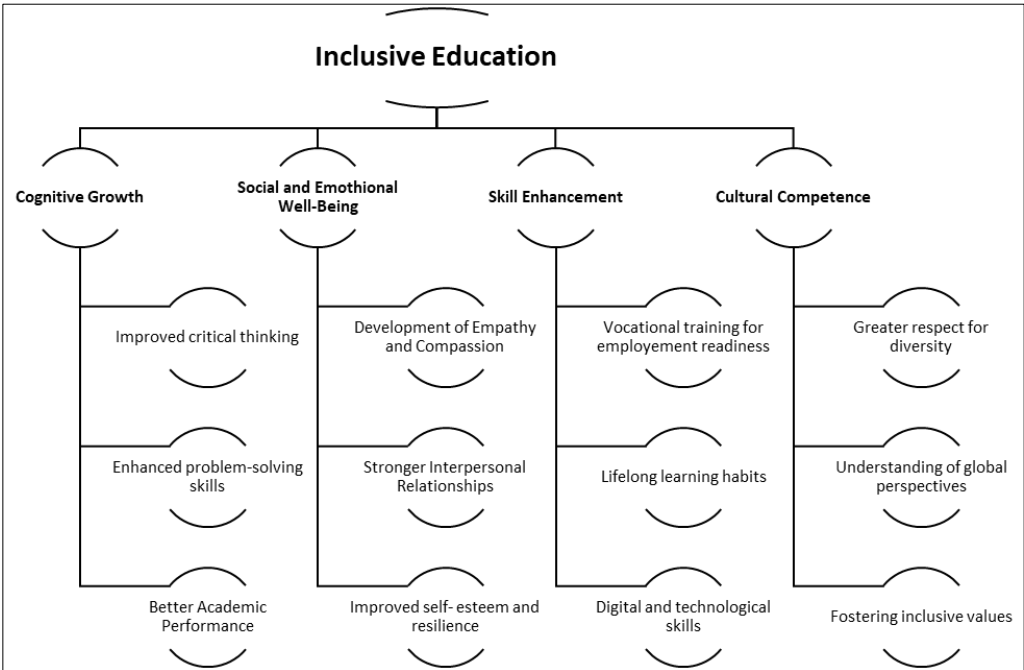 Inclusive Education
Cognitive Growth
Social and Emothional
Well-Being
Skill Enhancement
Cultural Competence
Improved critical thinking
Development of Empathy
and Compassion
Vocational training for
employement readiness
Greater respect for
diversity
Enhanced problem-solving
skills
Stronger Interpersonal
Relationships
Lifelong learning habits
Understanding of global
perspectives
Better Academic
Performance
Improved self- esteem and
resilience
Digital and technological
skills
Fostering inclusive values